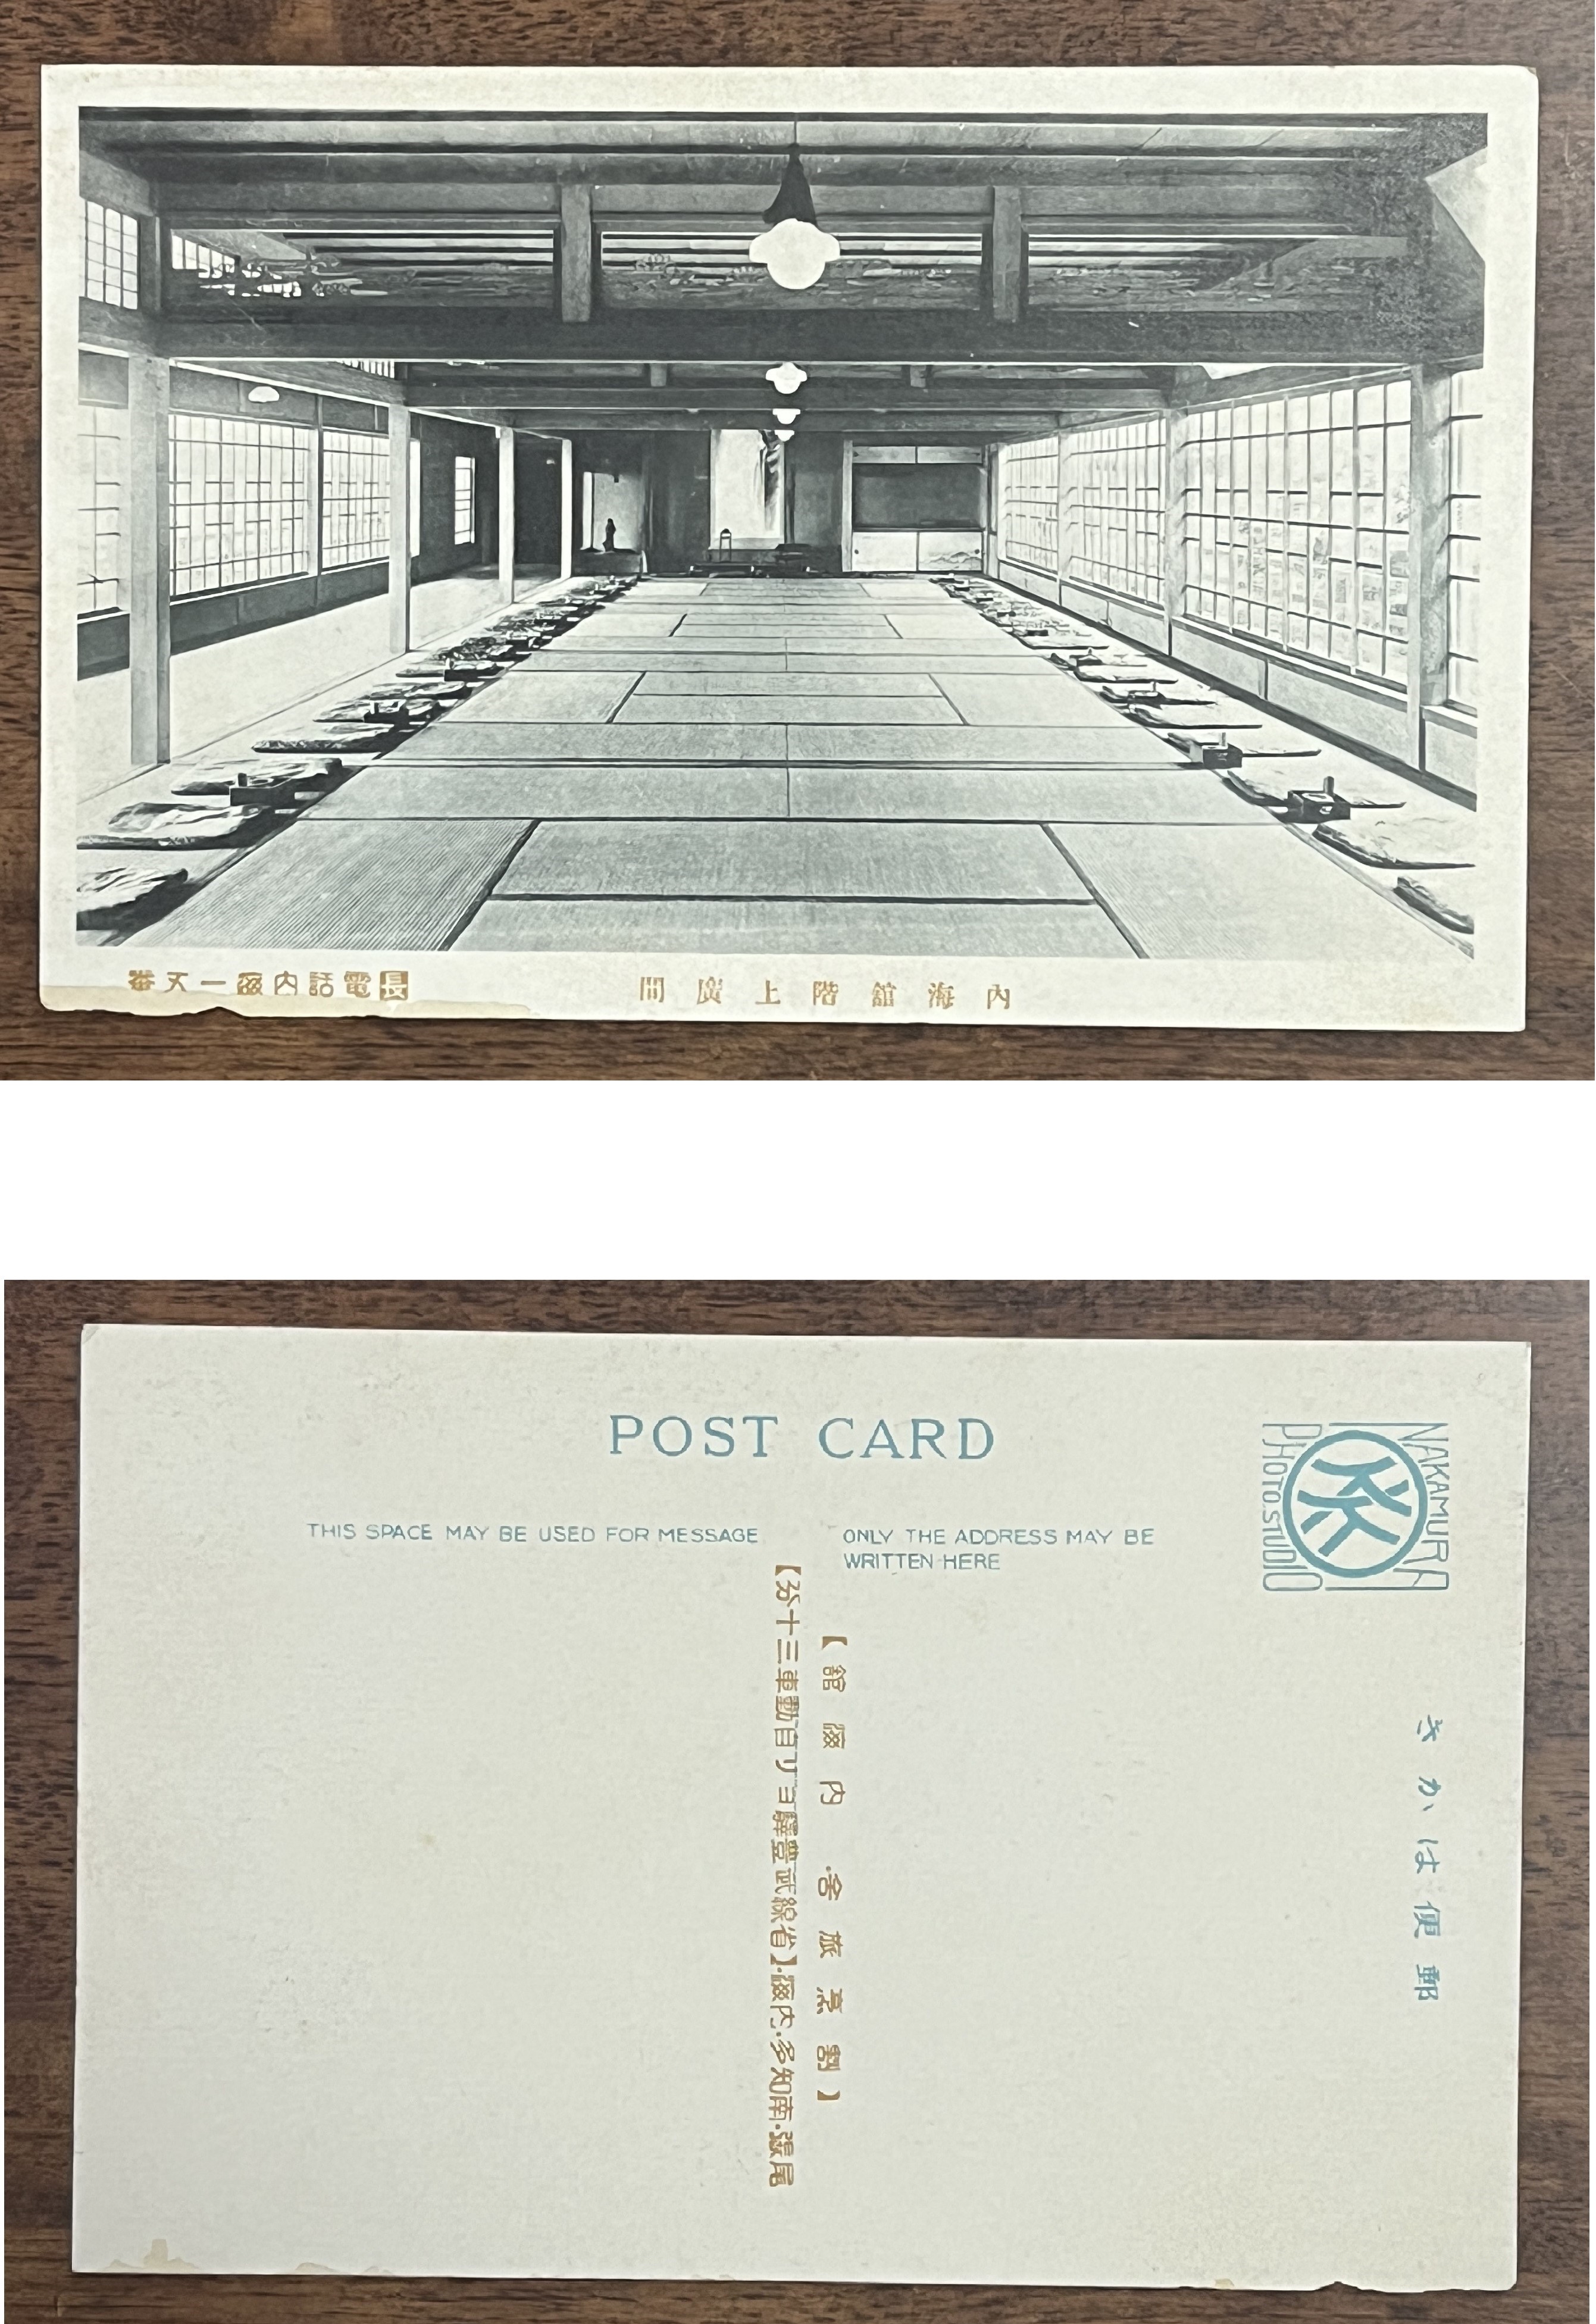 內海舘階上廣間
長電話内海一 番
POST CARD
THIS SPACE MAY BE USED FOR MESSAGE
ONLY THE ADDRESS MAY BE
WRITTEN HERE
NAKAMURA
PHOTO.STUDIO
郵便はかき
【割烹旅舎・内海舘】
尾張・南知多・内海・【省線武豊驛ヨリ自動車三十分】